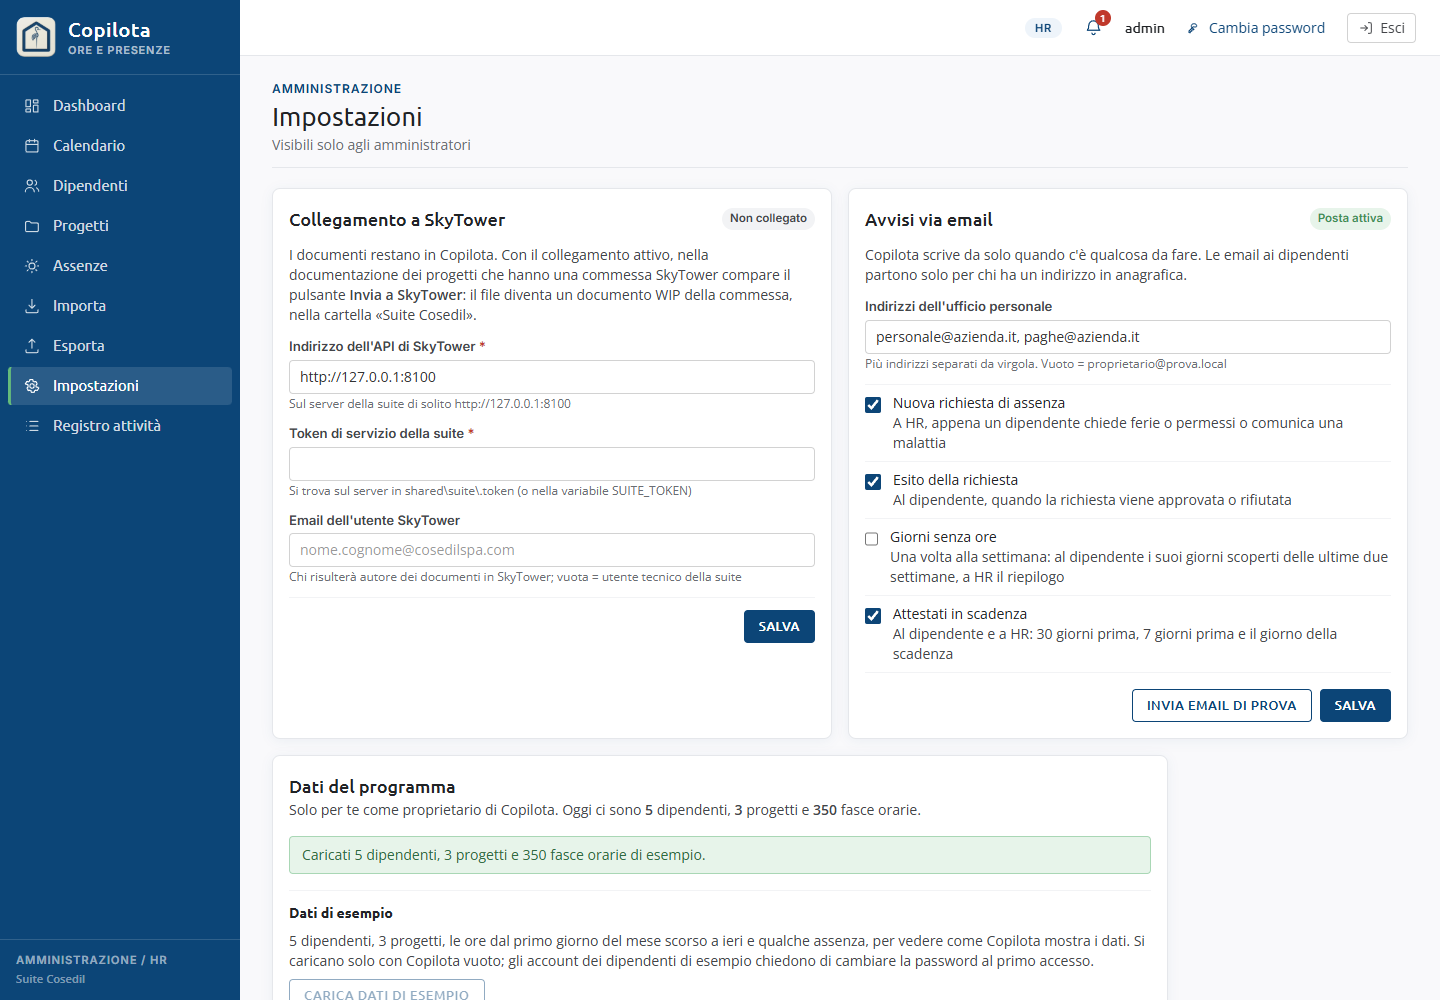 Copilota
ORE E PRESENZE
Dashboard
Calendario
Dipendenti
Progetti
Assenze
Importa
Esporta
Impostazioni
Registro attività
AMMINISTRAZIONE / HR
Suite Cosedil
HR
1
admin
Cambia password
Esci
AMMINISTRAZIONE
Impostazioni
Visibili solo agli amministratori
Collegamento a SkyTower
Non collegato
I documenti restano in Copilota. Con il collegamento attivo, nella
documentazione dei progetti che hanno una commessa SkyTower compare il
pulsante Invia a SkyTower: il file diventa un documento WIP della commessa,
nella cartella «Suite Cosedil».
Indirizzo dell'API di SkyTower *
http://127.0.0.1:8100
Sul server della suite di solito http://127.0.0.1:8100
Token di servizio della suite *
Si trova sul server in shared\suite\.token (o nella variabile SUITE_TOKEN)
Email dell'utente SkyTower
nome.cognome@cosedilspa.com
Chi risulterà autore dei documenti in SkyTower; vuota = utente tecnico della suite
SALVA
Avvisi via email
Posta attiva
Copilota scrive da solo quando c'è qualcosa da fare. Le email ai dipendenti
partono solo per chi ha un indirizzo in anagrafica.
Indirizzi dell'ufficio personale
personale@azienda.it, paghe@azienda.it
Più indirizzi separati da virgola. Vuoto = proprietario@prova.local
Nuova richiesta di assenza
A HR, appena un dipendente chiede ferie o permessi o comunica una
malattia
Esito della richiesta
Al dipendente, quando la richiesta viene approvata o rifiutata
Giorni senza ore
Una volta alla settimana: al dipendente i suoi giorni scoperti delle ultime due
settimane, a HR il riepilogo
Attestati in scadenza
Al dipendente e a HR: 30 giorni prima, 7 giorni prima e il giorno della
scadenza
INVIA EMAIL DI PROVA
SALVA
Dati del programma
Solo per te come proprietario di Copilota. Oggi ci sono 5 dipendenti, 3 progetti e 350 fasce orarie.
Caricati 5 dipendenti, 3 progetti e 350 fasce orarie di esempio.
Dati di esempio
5 dipendenti, 3 progetti, le ore dal primo giorno del mese scorso a ieri e qualche assenza, per vedere come Copilota mostra i dati. Si
caricano solo con Copilota vuoto; gli account dei dipendenti di esempio chiedono di cambiare la password al primo accesso.
CARICA DATI DI ESEMPIO